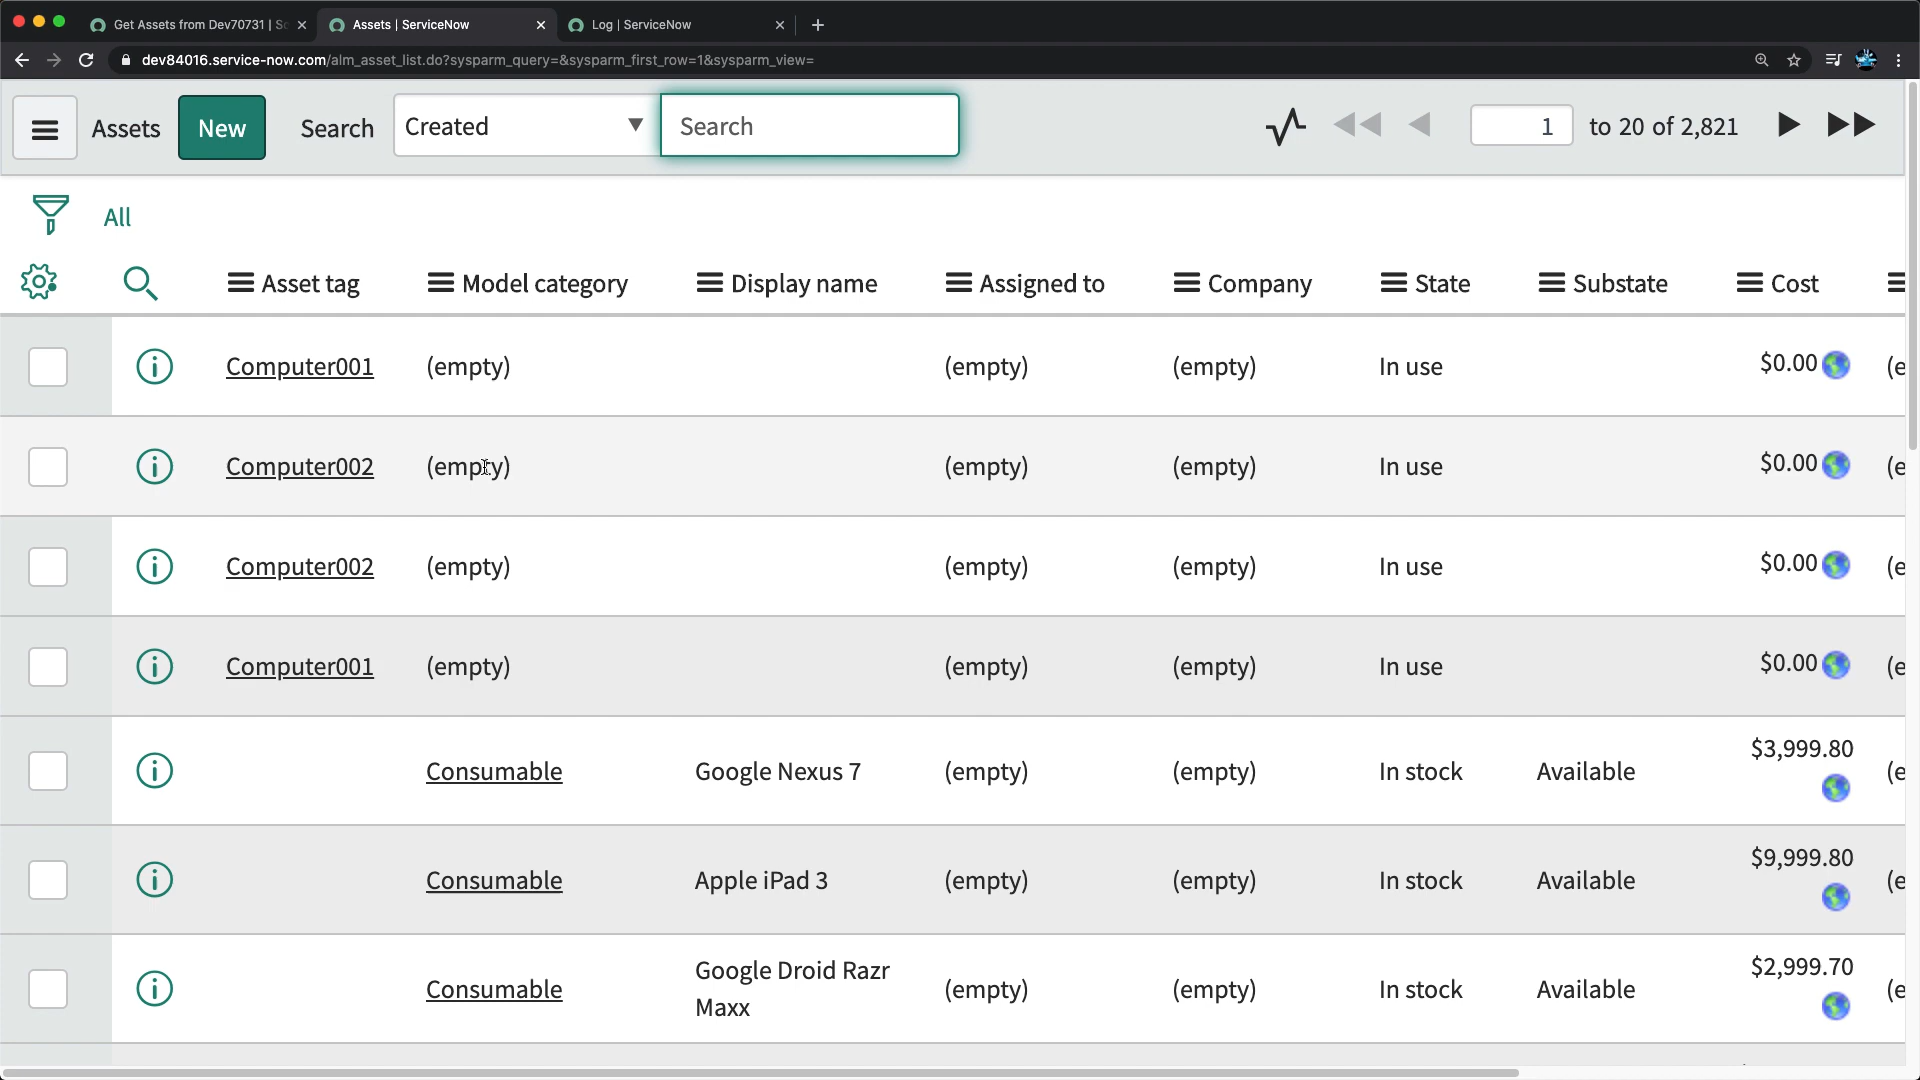 Get Assets from Dev70731 | Sc
Assets | ServiceNow
Log | ServiceNow
dev84016.service-now.com/alm_asset_list.do?sysparm_query=&sysparm_first_row=1&sysparm_view=
Assets New Search Created Search 1 to 20 of 2,821
All
Asset tag Model category Display name Assigned to Company State Substate Cost
Computer001 (empty) (empty) (empty) In use $0.00 (e
Computer002 (empty) (empty) (empty) In use $0.00 (e
Computer002 (empty) (empty) (empty) In use $0.00 (e
Computer001 (empty) (empty) (empty) In use $0.00 (e
Consumable Google Nexus 7 (empty) (empty) In stock Available $3,999.80 (e
Consumable Apple iPad 3 (empty) (empty) In stock Available $9,999.80 (e
Consumable Google Droid Razr Maxx (empty) (empty) In stock Available $2,999.70 (e